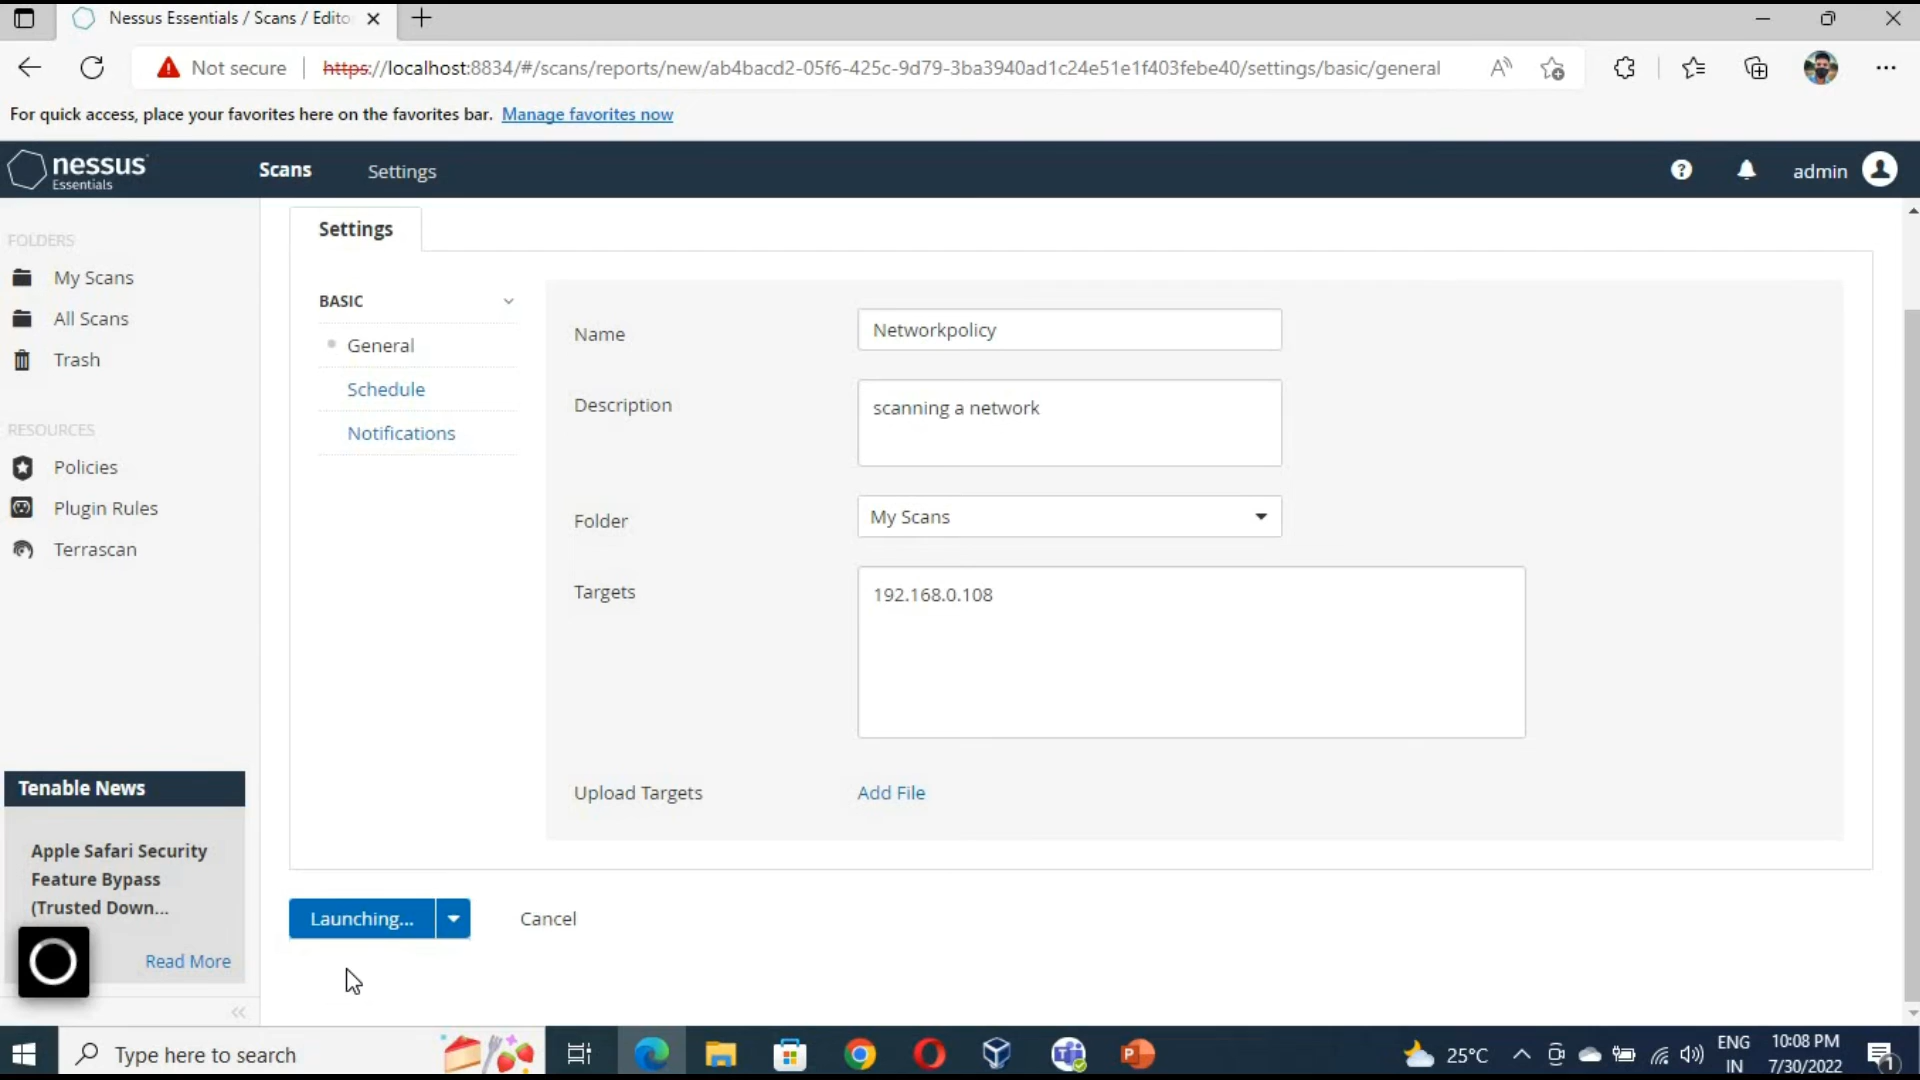 Nessus Essentials / Scans / Edito
Not secure
https://localhost:8834/#/scans/reports/new/ab4bacd2-05f6-425c-9d79-3ba3940ad1c24e51e1f403febe40/settings/basic/general
For quick access, place your favorites here on the favorites bar. Manage favorites now
nessus
Essentials
Scans
Settings
admin
FOLDERS
My Scans
All Scans
Trash
RESOURCES
Policies
Plugin Rules
Terrascan
Tenable News
Apple Safari Security
Feature Bypass
(Trusted Down...
Read More
Settings
BASIC
General
Schedule
Notifications
Name
Networkpolicy
Description
scanning a network
Folder
My Scans
Targets
192.168.0.108
Upload Targets
Add File
Launching...
Cancel
Type here to search
25°C
ENG
IN
10:08 PM
7/30/2022
1